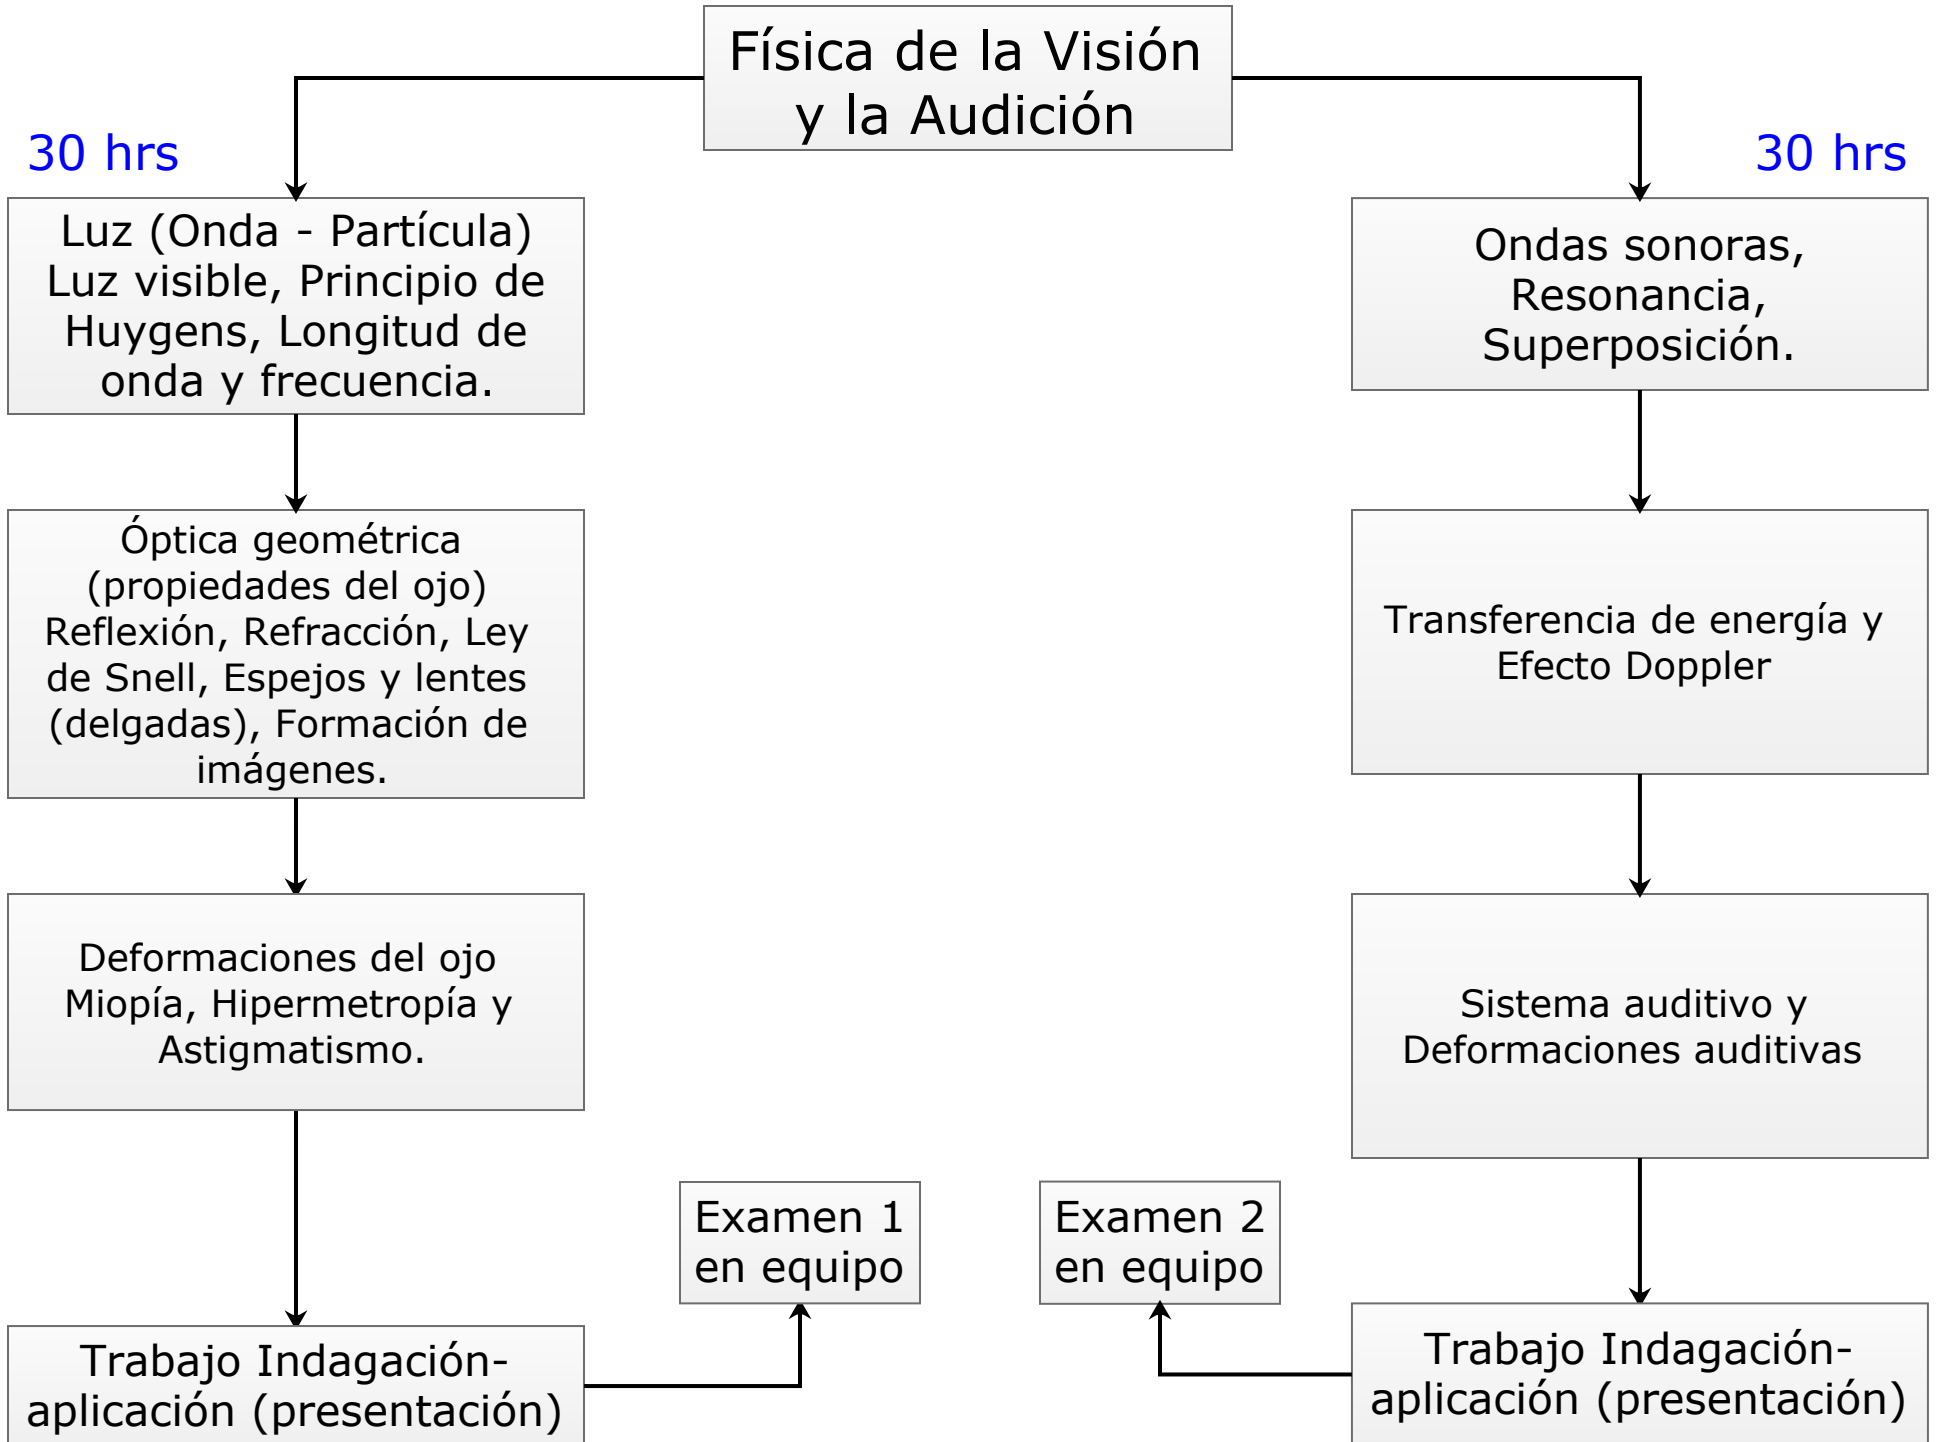 Física de la Visión
y la Audición
30 hrs
30 hrs
Luz (Onda - Partícula)
Luz visible, Principio de
Huygens, Longitud de
onda y frecuencia.
Ondas sonoras,
Resonancia,
Superposición.
Óptica geométrica
(propiedades del ojo)
Reflexión, Refracción, Ley
de Snell, Espejos y lentes
(delgadas), Formación de
imágenes.
Transferencia de energía y
Efecto Doppler
Deformaciones del ojo
Miopía, Hipermetropía y
Astigmatismo.
Sistema auditivo y
Deformaciones auditivas
Examen 1
en equipo
Examen 2
en equipo
Trabajo Indagación-
aplicación (presentación)
Trabajo Indagación-
aplicación (presentación)